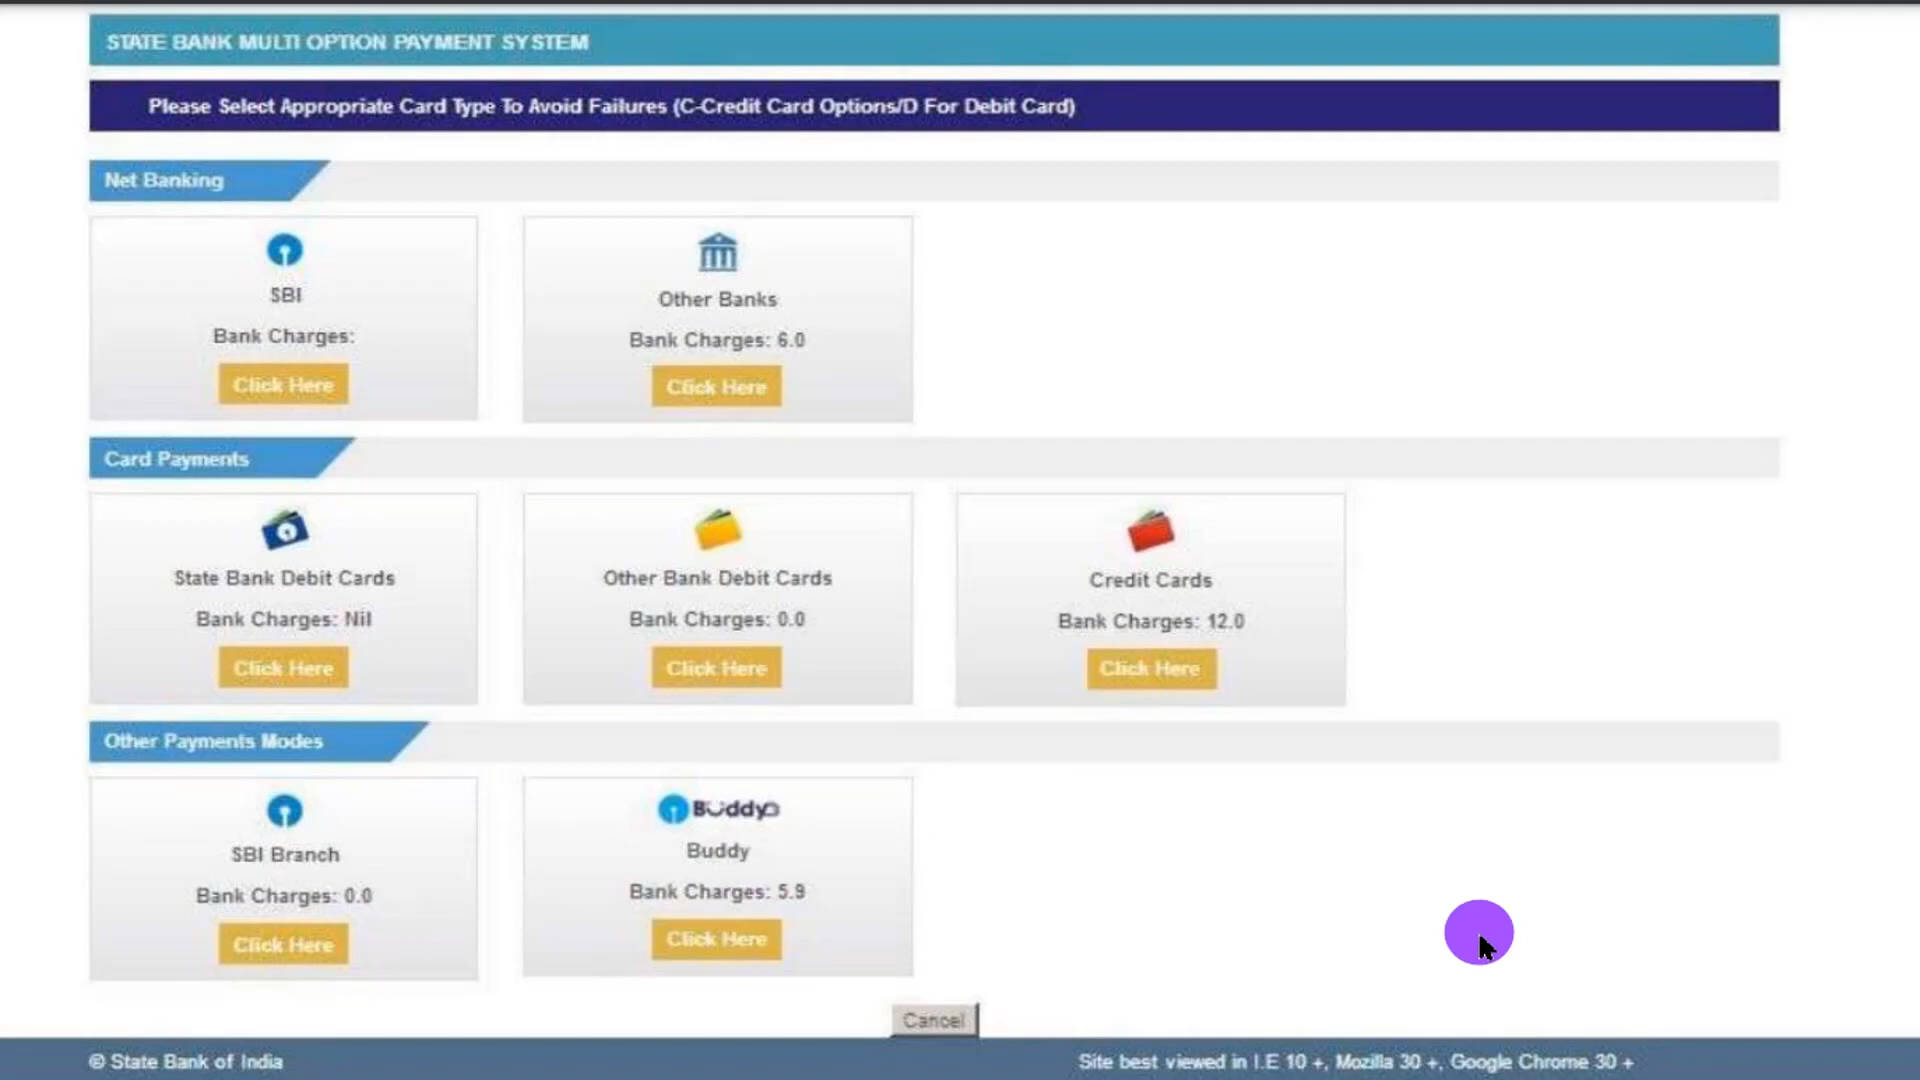 STATE BANK MULTI OPTION PAYMENT SYSTEM
Please Select Appropriate Card Type To Avoid Failures (C-Credit Card Options/D For Debit Card)
Net Banking
SBI
Bank Charges:
Click Here
Other Banks
Bank Charges: 6.0
Click Here
Card Payments
State Bank Debit Cards
Bank Charges: Nil
Click Here
Other Bank Debit Cards
Bank Charges: 0.0
Click Here
Credit Cards
Bank Charges: 12.0
Click Here
Other Payments Modes
SBI Branch
Bank Charges: 0.0
Click Here
Buddy
Buddy
Bank Charges: 5.9
Click Here
Cancel
© State Bank of India
Site best viewed in I.E 10 +, Mozilla 30 +, Google Chrome 30 +